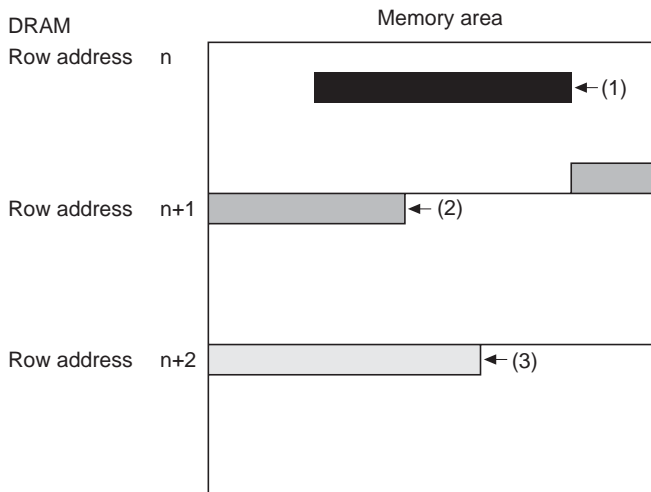 DRAM
Memory area
Row address n
(1)
Row address n+1
(2)
Row address n+2
(3)